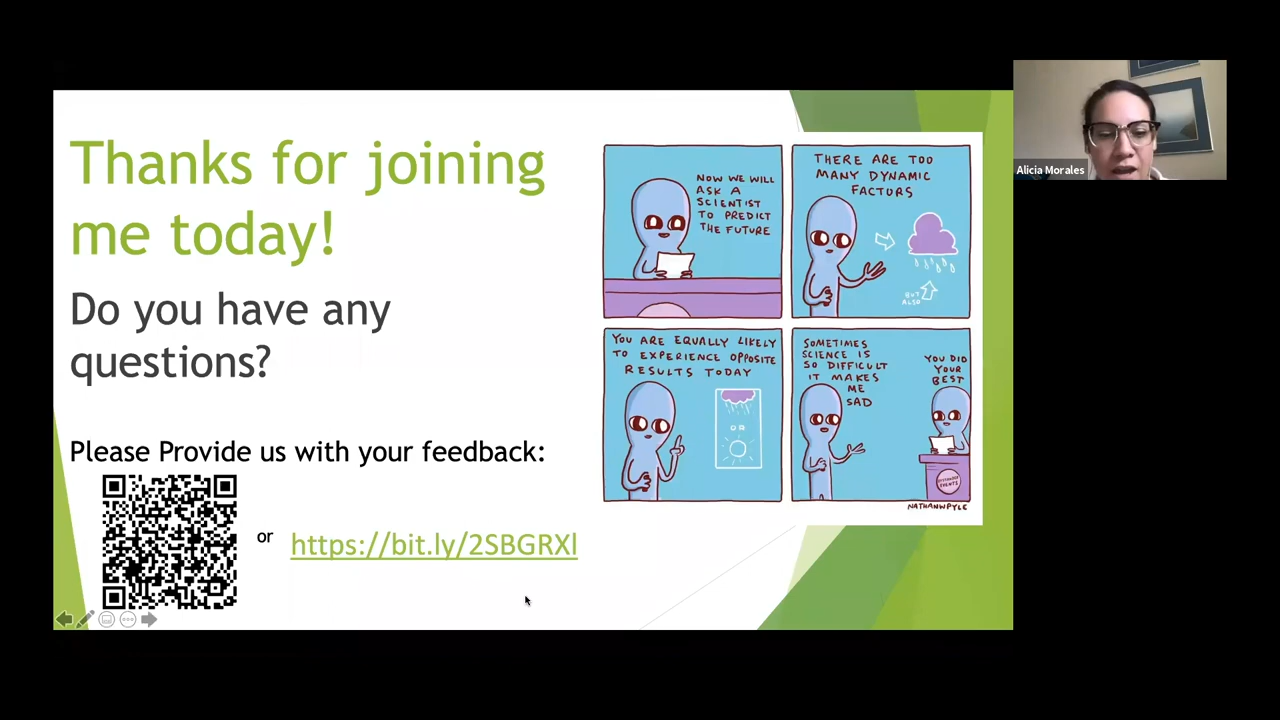 Thanks for joining
me today!
Do you have any
questions?
Please Provide us with your feedback:
or
https://bit.ly/2SBGRXl
NOW WE WILL
ASK A
SCIENTIST
TO PREDICT
THE FUTURE
THERE ARE TOO
MANY DYNAMIC
FACTORS
BUT
ALSO
YOU ARE EQUALLY LIKELY
TO EXPERIENCE OPPOSITE
RESULTS TODAY
OR
SOMETIMES
SCIENCE IS
SO DIFFICULT
IT MAKES
ME
SAD
YOU DID
YOUR
BEST
EVENTS
NATHANWPYLE
Alicia Morales